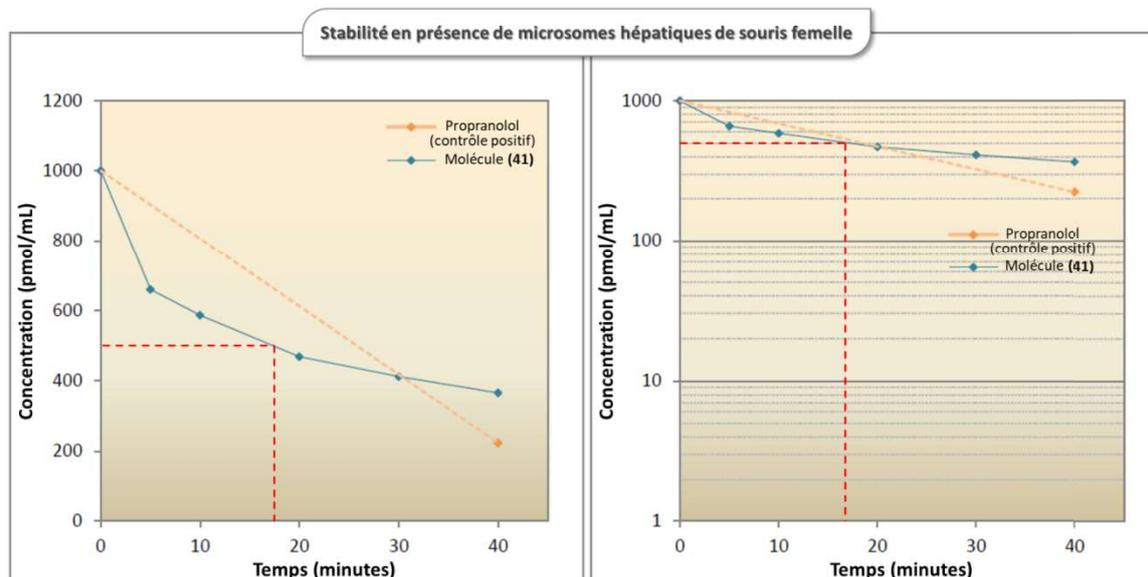 Stabilité en présence de microsomes hépatiques de souris femelle
Concentration (pmol/mL)
1200
1000
800
600
400
200
0
0 10 20 30 40
Temps (minutes)
Propranolol
(contrôle positif)
Molécule (41)
Concentration (pmol/mL)
1000
100
10
1
0 10 20 30 40
Temps (minutes)
Propranolol
(contrôle positif)
Molécule (41)